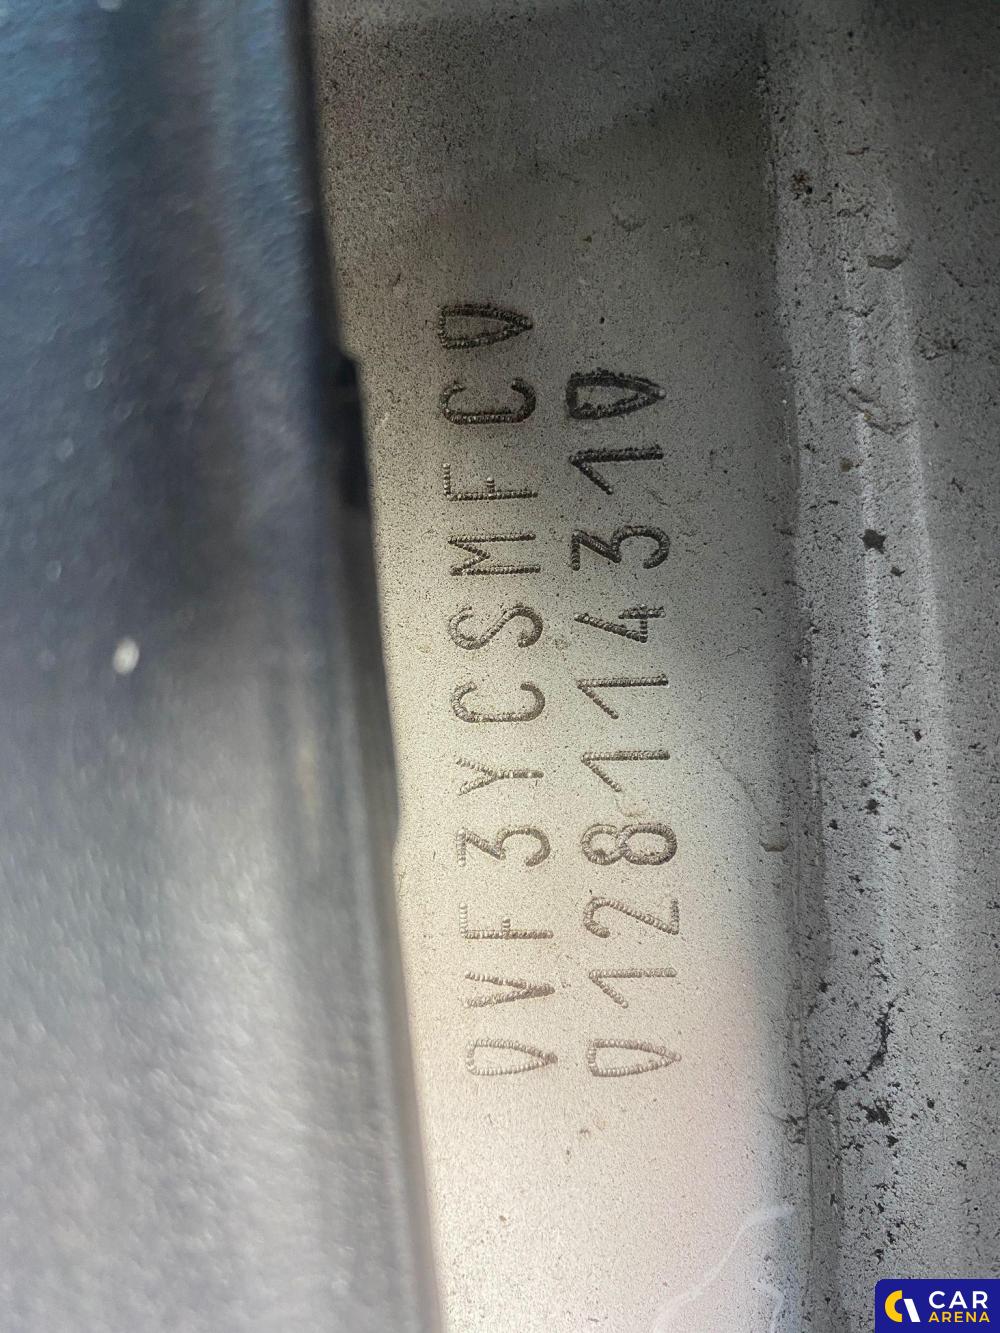 VF3YCSMFC
12811431
CAR
ARENA